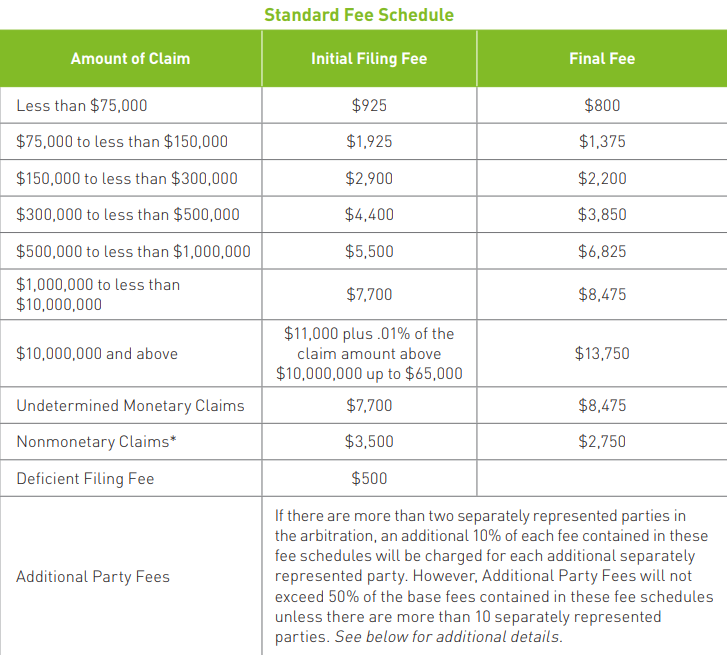 Standard Fee Schedule
Amount of Claim Initial Filing Fee Final Fee
Less than $75,000 $925 $800
$75,000 to less than $150,000 $1,925 $1,375
$150,000 to less than $300,000 $2,900 $2,200
$300,000 to less than $500,000 $4,400 $3,850
$500,000 to less than $1,000,000 $5,500 $6,825
$1,000,000 to less than
$10,000,000 $7,700 $8,475
$10,000,000 and above $11,000 plus .01% of the
claim amount above
$10,000,000 up to $65,000 $13,750
Undetermined Monetary Claims $7,700 $8,475
Nonmonetary Claims* $3,500 $2,750
Deficient Filing Fee $500
Additional Party Fees
If there are more than two separately represented parties in
the arbitration, an additional 10% of each fee contained in these
fee schedules will be charged for each additional separately
represented party. However, Additional Party Fees will not
exceed 50% of the base fees contained in these fee schedules
unless there are more than 10 separately represented
parties. See below for additional details.